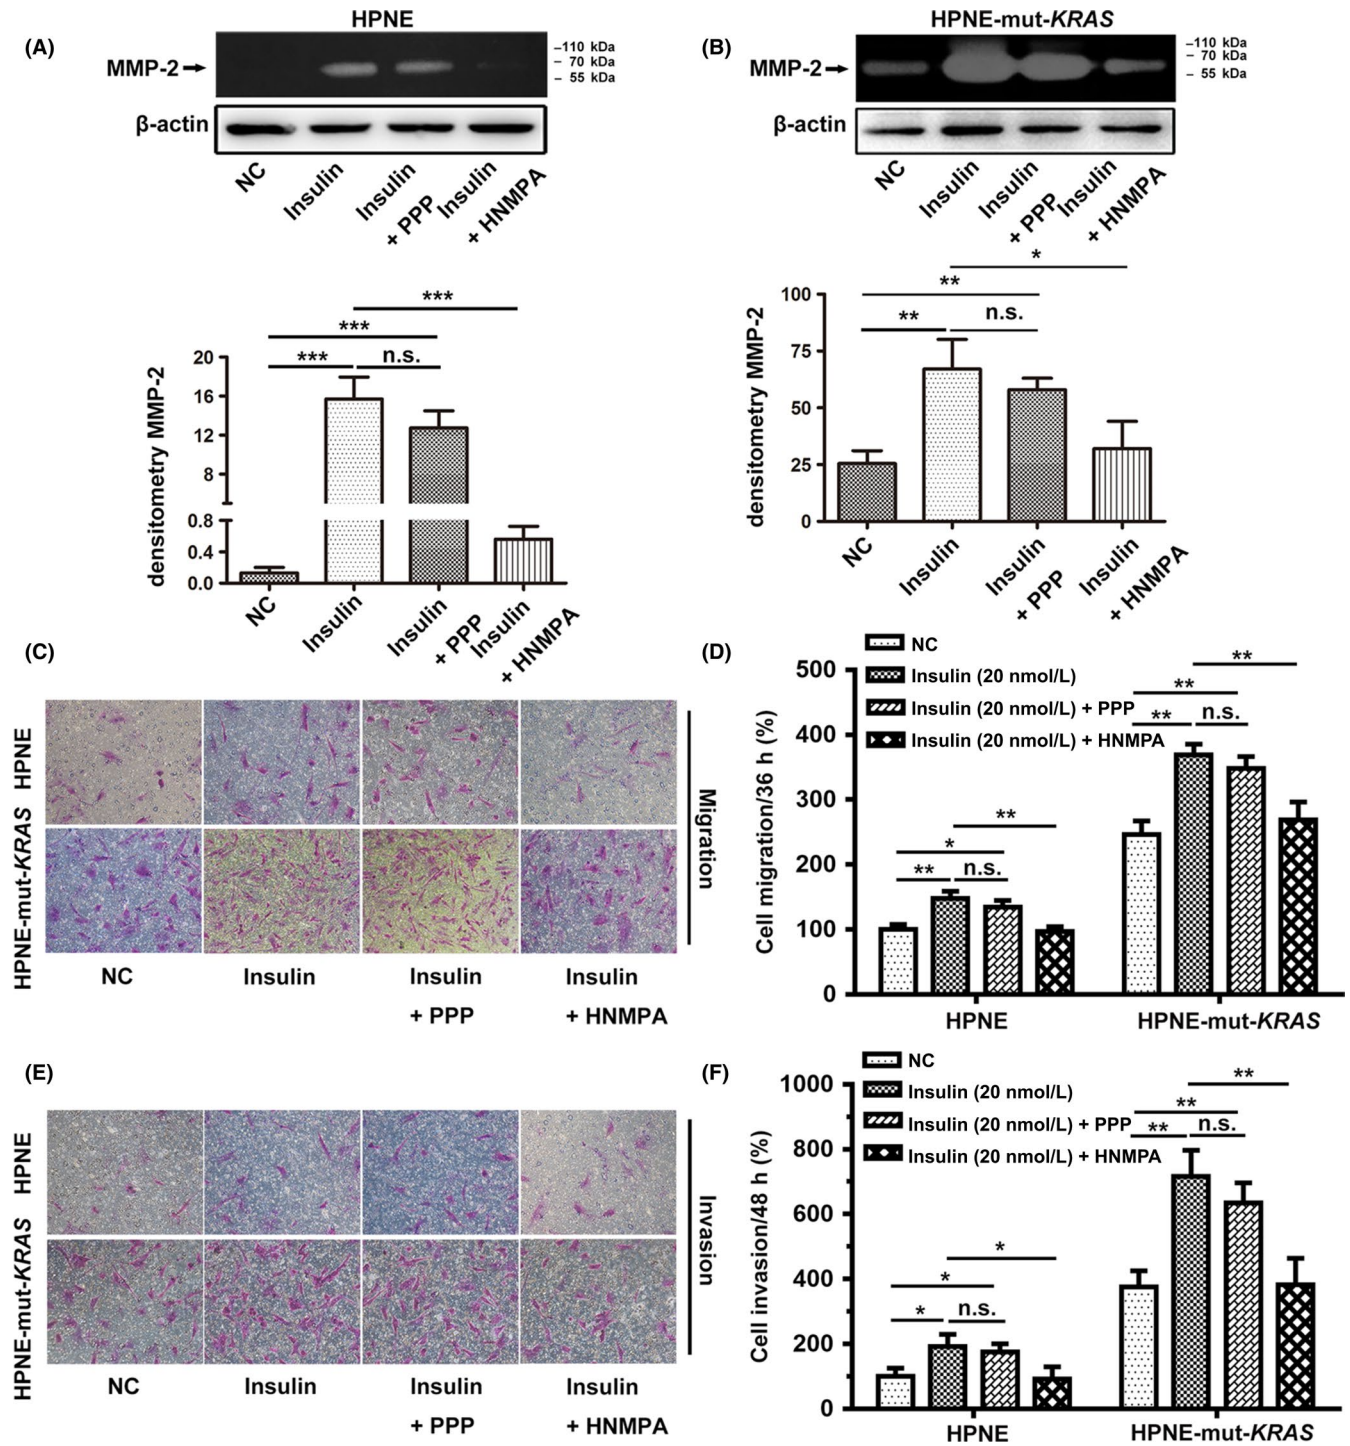 (A)
HPNE
MMP-2
–110 kDa
– 70 kDa
– 55 kDa
β-actin
NC
Insulin
Insulin
+ PPP
Insulin
+ HNMPA
***
***
***
n.s.
densitometry MMP-2
20
16
12
8
0.8
0.4
0.0
NC
Insulin
Insulin
+ PPP
Insulin
+ HNMPA
(B)
HPNE-mut-KRAS
MMP-2
–110 kDa
– 70 kDa
– 55 kDa
β-actin
NC
Insulin
Insulin
+ PPP
Insulin
+ HNMPA
*
**
**
n.s.
densitometry MMP-2
100
75
50
25
0
NC
Insulin
Insulin
+ PPP
Insulin
+ HNMPA
(C)
HPNE
HPNE-mut-KRAS
Migration
NC
Insulin
Insulin
+ PPP
Insulin
+ HNMPA
(D)
NC
Insulin (20 nmol/L)
Insulin (20 nmol/L) + PPP
Insulin (20 nmol/L) + HNMPA
Cell migration/36 h (%)
500
400
300
200
100
0
**
*
**
n.s.
**
**
**
n.s.
HPNE
HPNE-mut-KRAS
(E)
HPNE
HPNE-mut-KRAS
Invasion
NC
Insulin
Insulin
+ PPP
Insulin
+ HNMPA
(F)
NC
Insulin (20 nmol/L)
Insulin (20 nmol/L) + PPP
Insulin (20 nmol/L) + HNMPA
Cell invasion/48 h (%)
1000
800
600
400
200
0
*
*
*
n.s.
**
**
**
n.s.
HPNE
HPNE-mut-KRAS